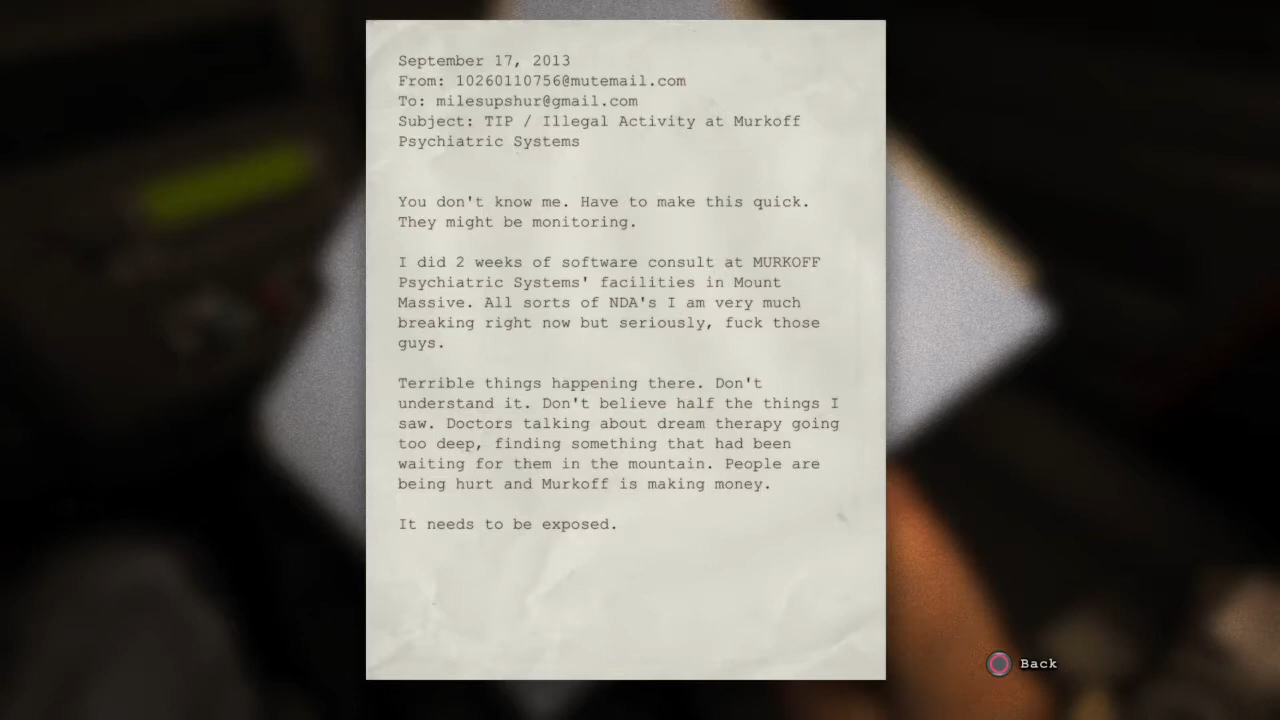 September 17, 2013
From: 10260110756@mutemail.com
To: milesupshur@gmail.com
Subject: TIP / Illegal Activity at Murkoff
Psychiatric Systems
You don't know me. Have to make this quick.
They might be monitoring.
I did 2 weeks of software consult at MURKOFF
Psychiatric Systems' facilities in Mount
Massive. All sorts of NDA's I am very much
breaking right now but seriously, fuck those
guys.
Terrible things happening there. Don't
understand it. Don't believe half the things I
saw. Doctors talking about dream therapy going
too deep, finding something that had been
waiting for them in the mountain. People are
being hurt and Murkoff is making money.
It needs to be exposed.
Back